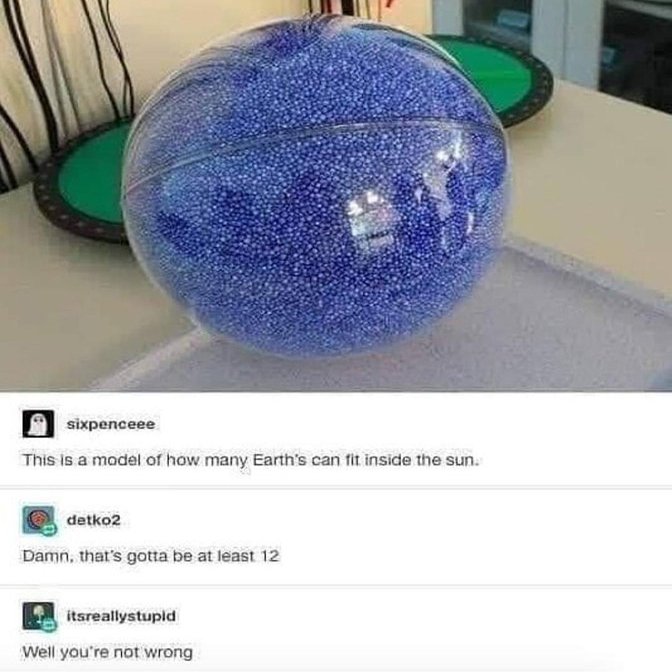 sixpenceee
This is a model of how many Earth's can fit inside the sun.
detko2
Damn, that's gotta be at least 12
itsreallystupid
Well you're not wrong